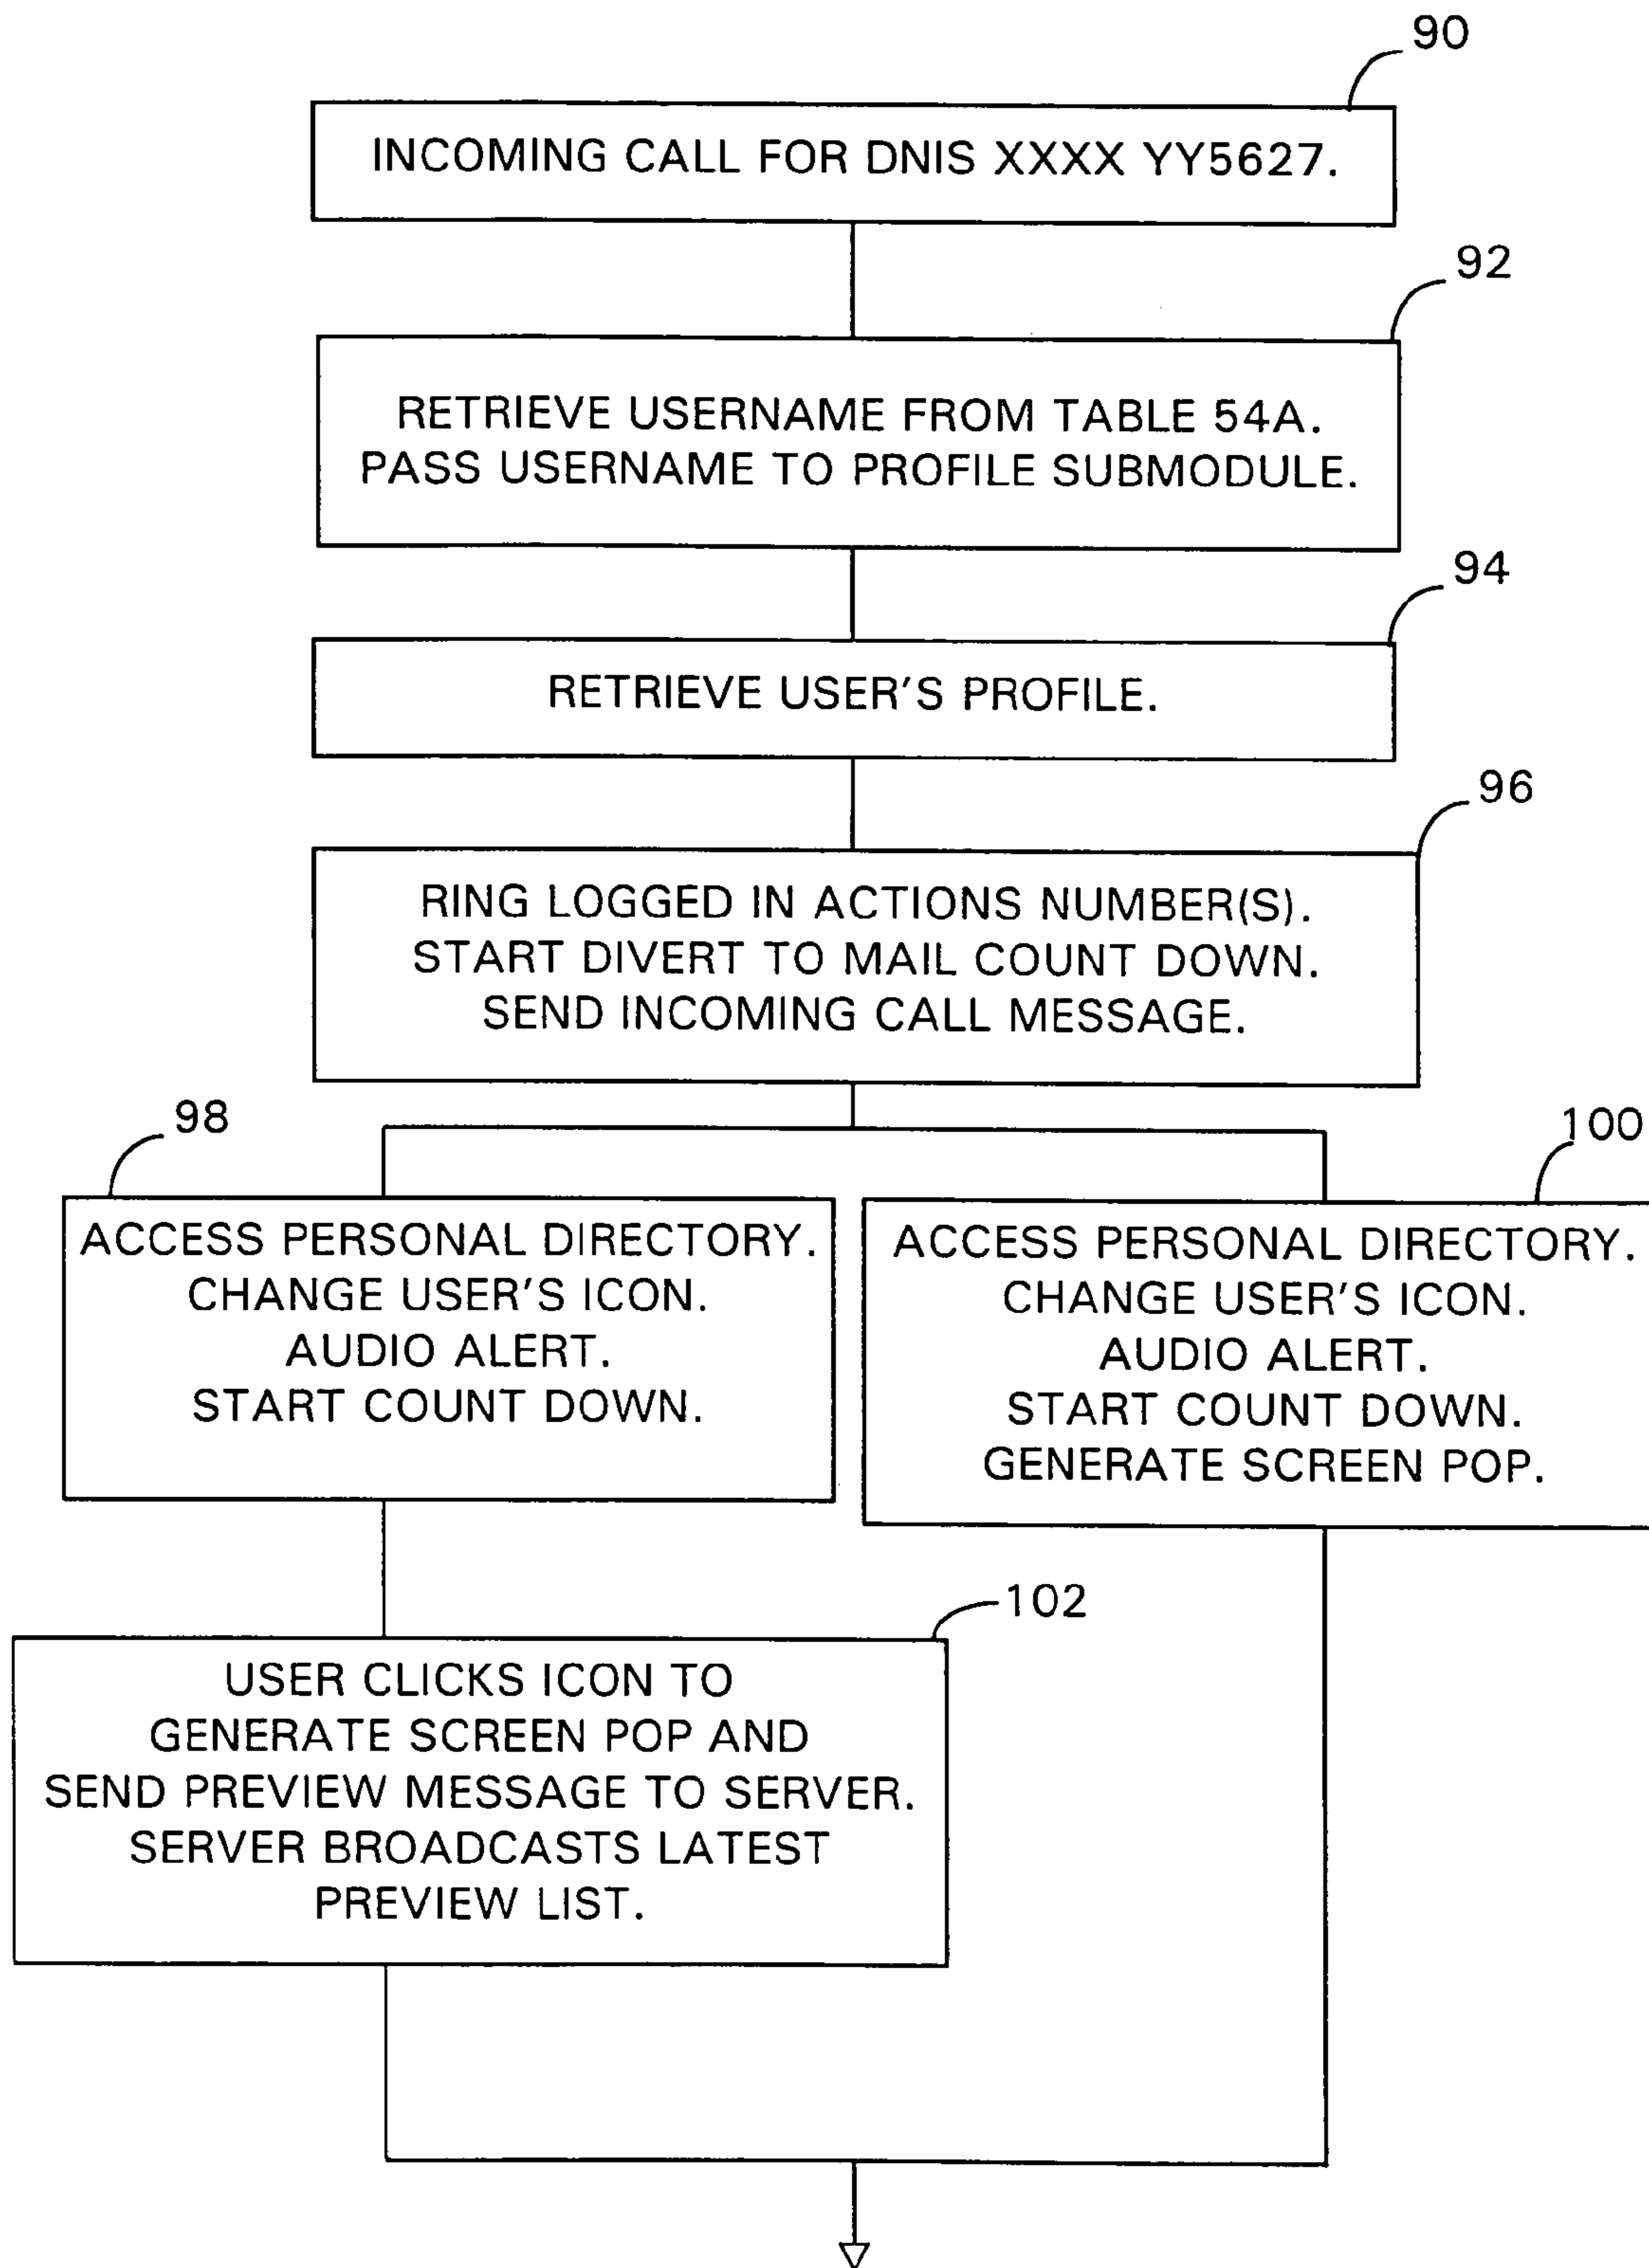 90
INCOMING CALL FOR DNIS XXXX YY5627.
92
RETRIEVE USERNAME FROM TABLE 54A.
PASS USERNAME TO PROFILE SUBMODULE.
94
RETRIEVE USER'S PROFILE.
96
RING LOGGED IN ACTIONS NUMBER(S).
START DIVERT TO MAIL COUNT DOWN.
SEND INCOMING CALL MESSAGE.
98
ACCESS PERSONAL DIRECTORY.
CHANGE USER'S ICON.
AUDIO ALERT.
START COUNT DOWN.
100
ACCESS PERSONAL DIRECTORY.
CHANGE USER'S ICON.
AUDIO ALERT.
START COUNT DOWN.
GENERATE SCREEN POP.
102
USER CLICKS ICON TO
GENERATE SCREEN POP AND
SEND PREVIEW MESSAGE TO SERVER.
SERVER BROADCASTS LATEST
PREVIEW LIST.